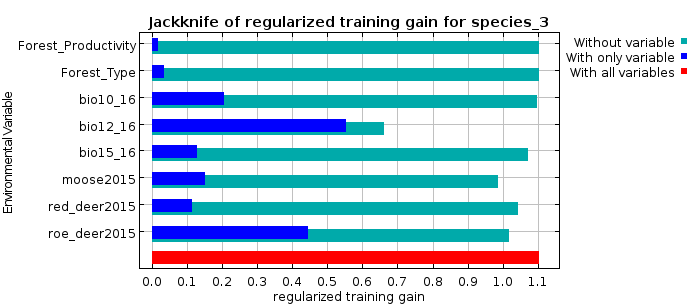 Jackknife of regularized training gain for species_3
Without variable
With only variable
With all variables
Environmental Variable
Forest_Productivity
Forest_Type
bio10_16
bio12_16
bio15_16
moose2015
red_deer2015
roe_deer2015
0.0 0.1 0.2 0.3 0.4 0.5 0.6 0.7 0.8 0.9 1.0 1.1
regularized training gain